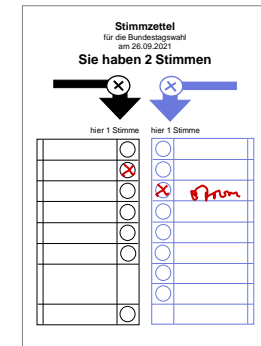 Stimmzettel
für die Bundestagswahl
am 26.09.2021
Sie haben 2 Stimmen
hier 1 Stimme hier 1 Stimme